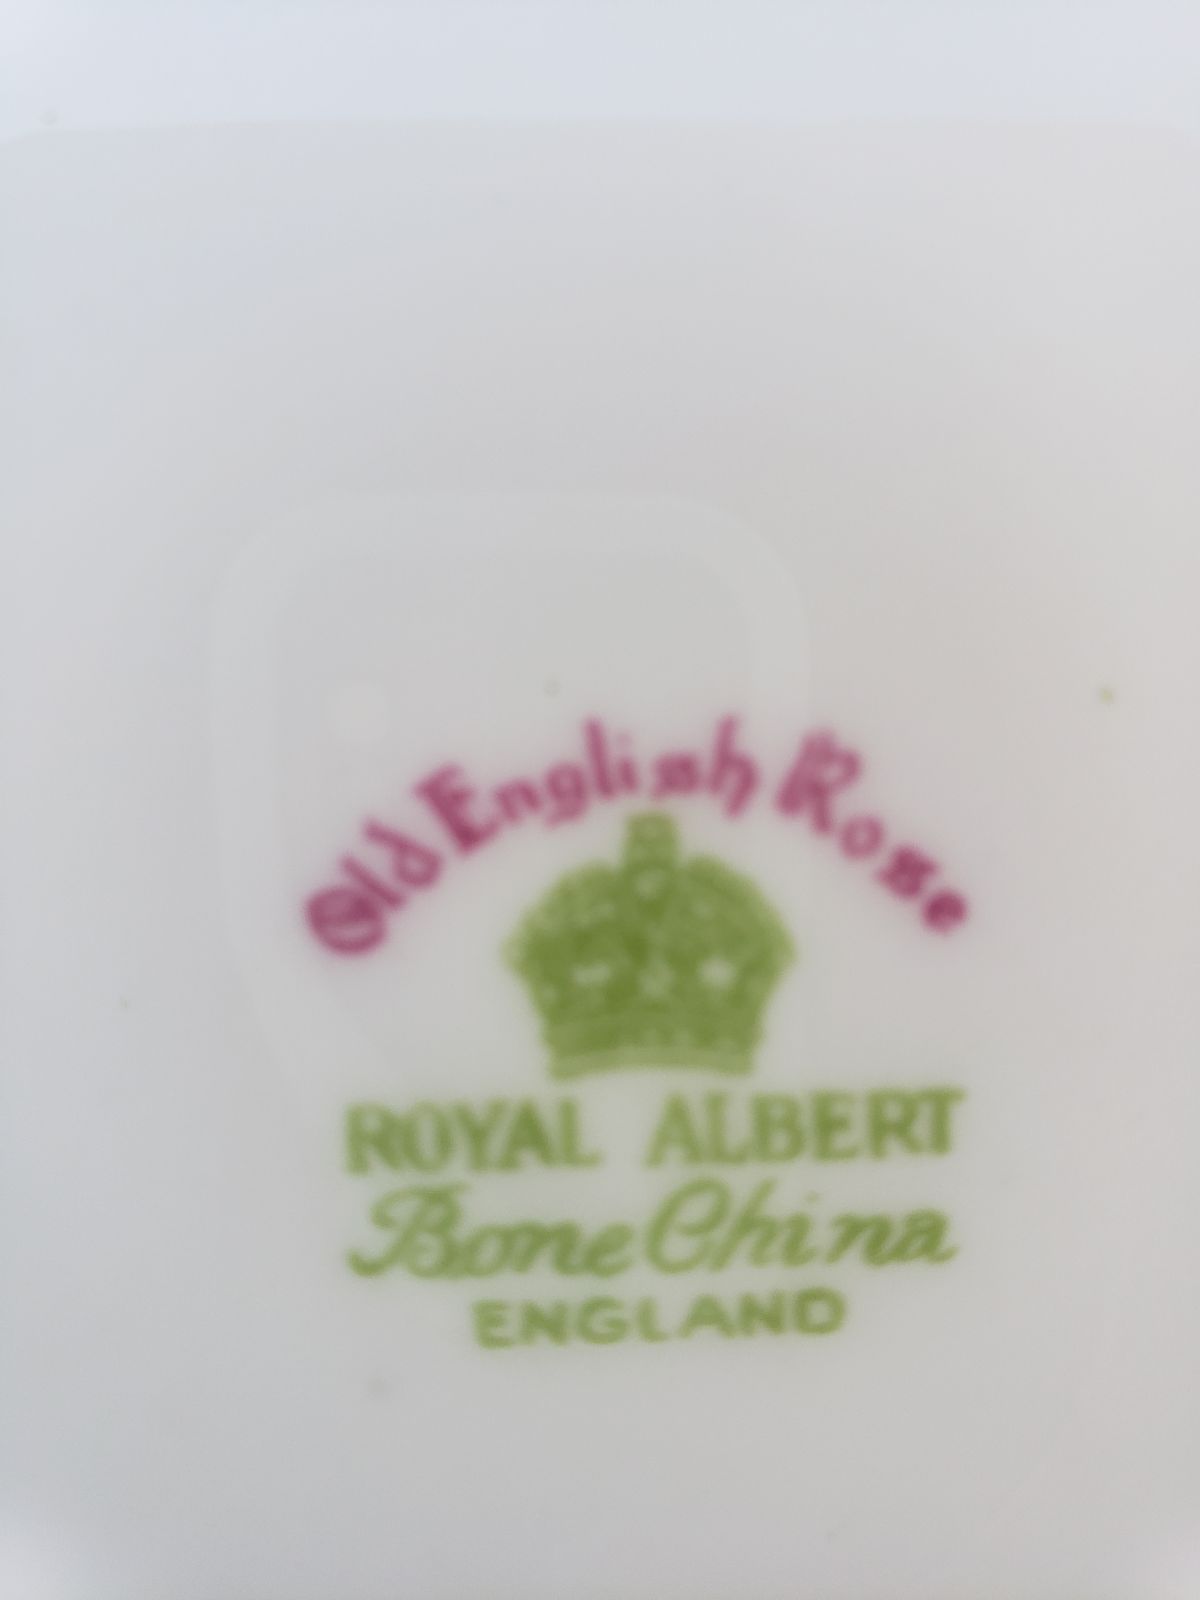 Old English Rose
ROYAL ALBERT
Bone China
ENGLAND